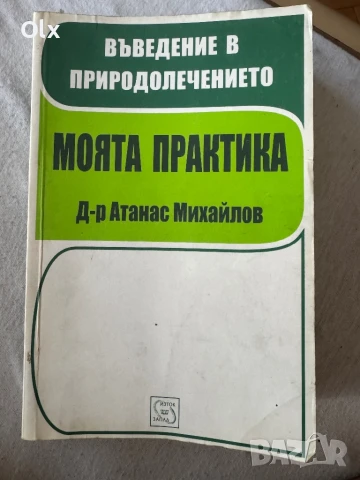 olx
ВЪВЕДЕНИЕ В
ПРИРОДОЛЕЧЕНИЕТО
МОЯТА ПРАКТИКА
Д-р Атанас Михайлов
ИЗТОК
ЗАПАД
BAZAR